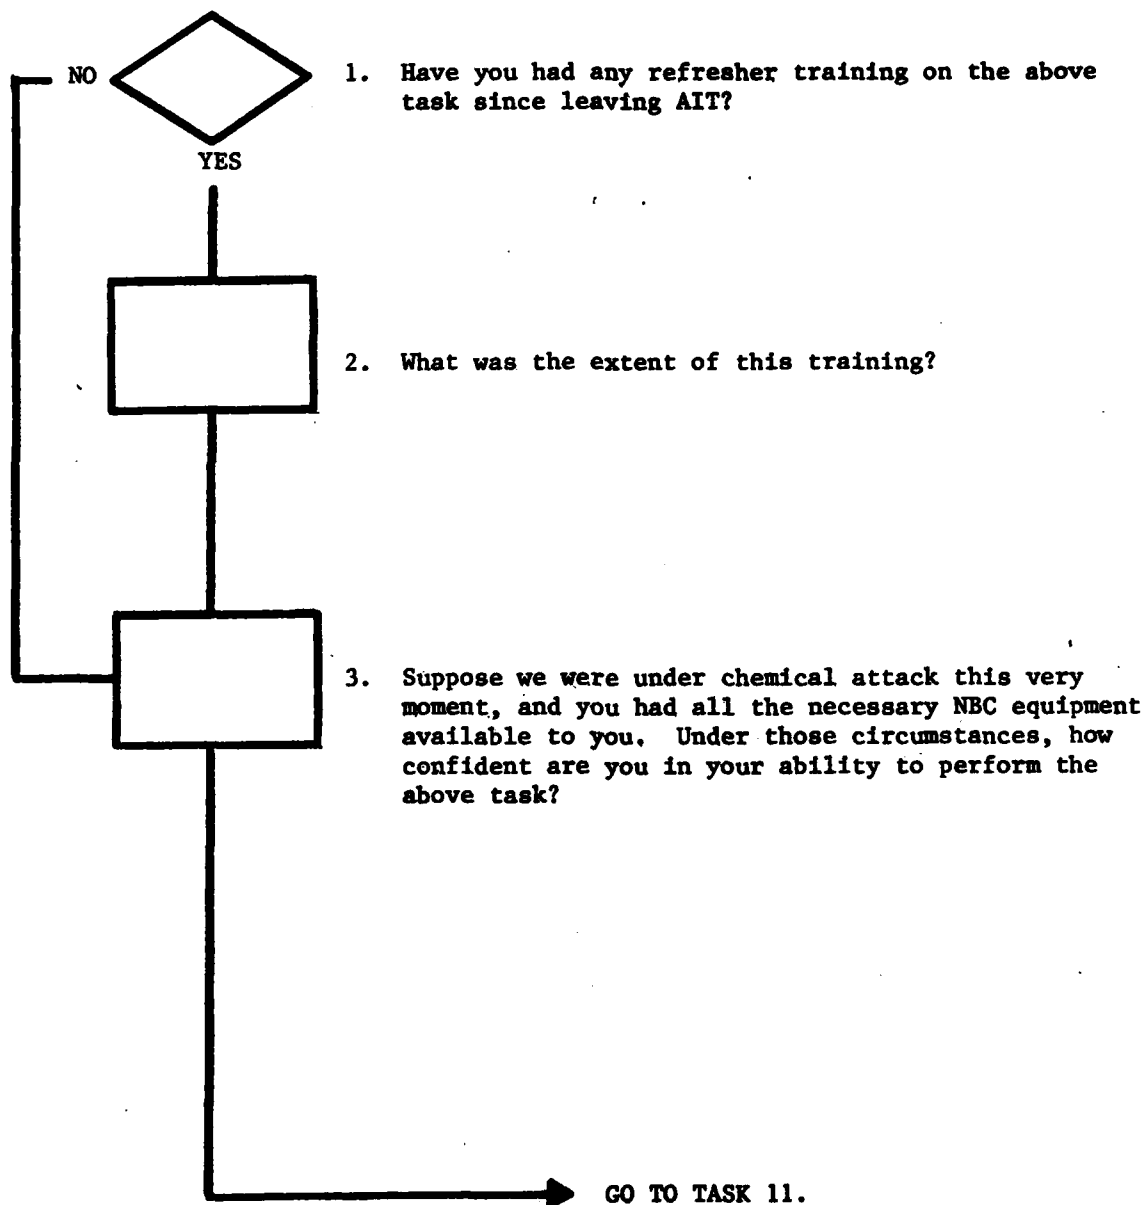 NO
1. Have you had any refresher training on the above
task since leaving AIT?
YES
2. What was the extent of this training?
3. Suppose we were under chemical attack this very
moment, and you had all the necessary NBC equipment
available to you. Under those circumstances, how
confident are you in your ability to perform the
above task?
GO TO TASK 11.